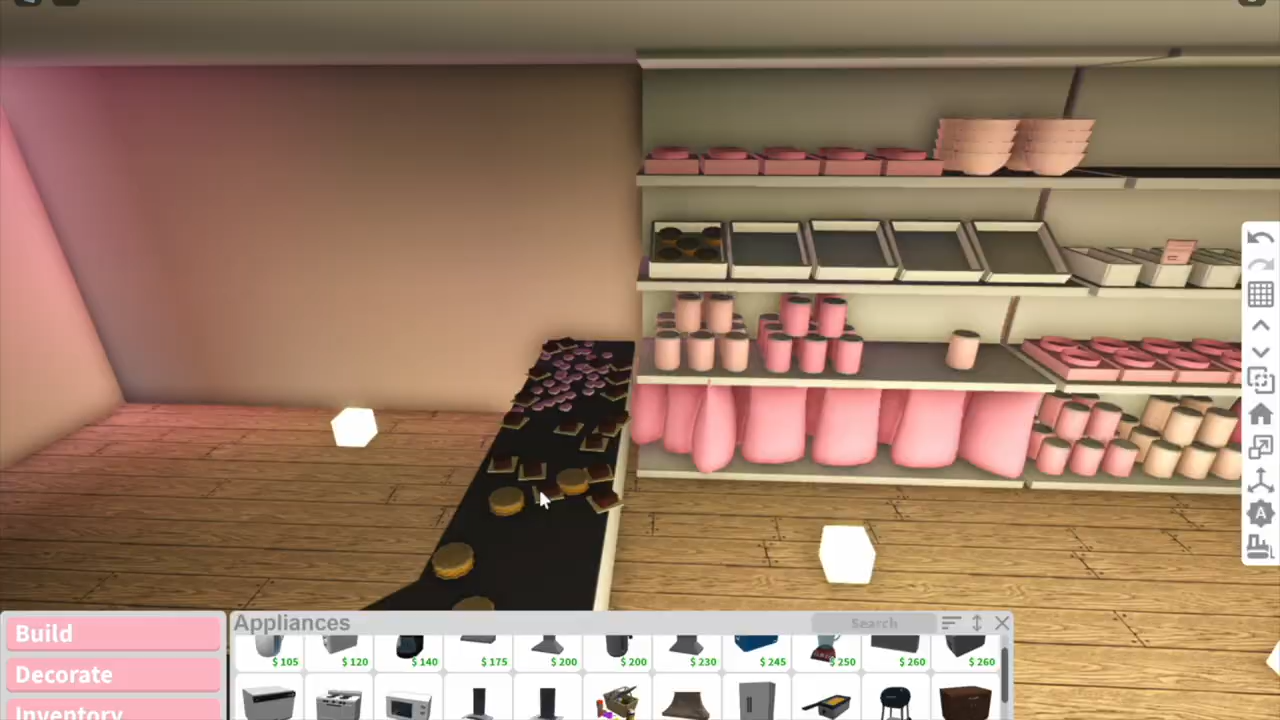 Build
Decorate
Inventory
Appliances
Search
$ 105
$ 120
$ 140
$ 175
$ 200
$ 200
$ 230
$ 245
$ 250
$ 260
$ 260
A